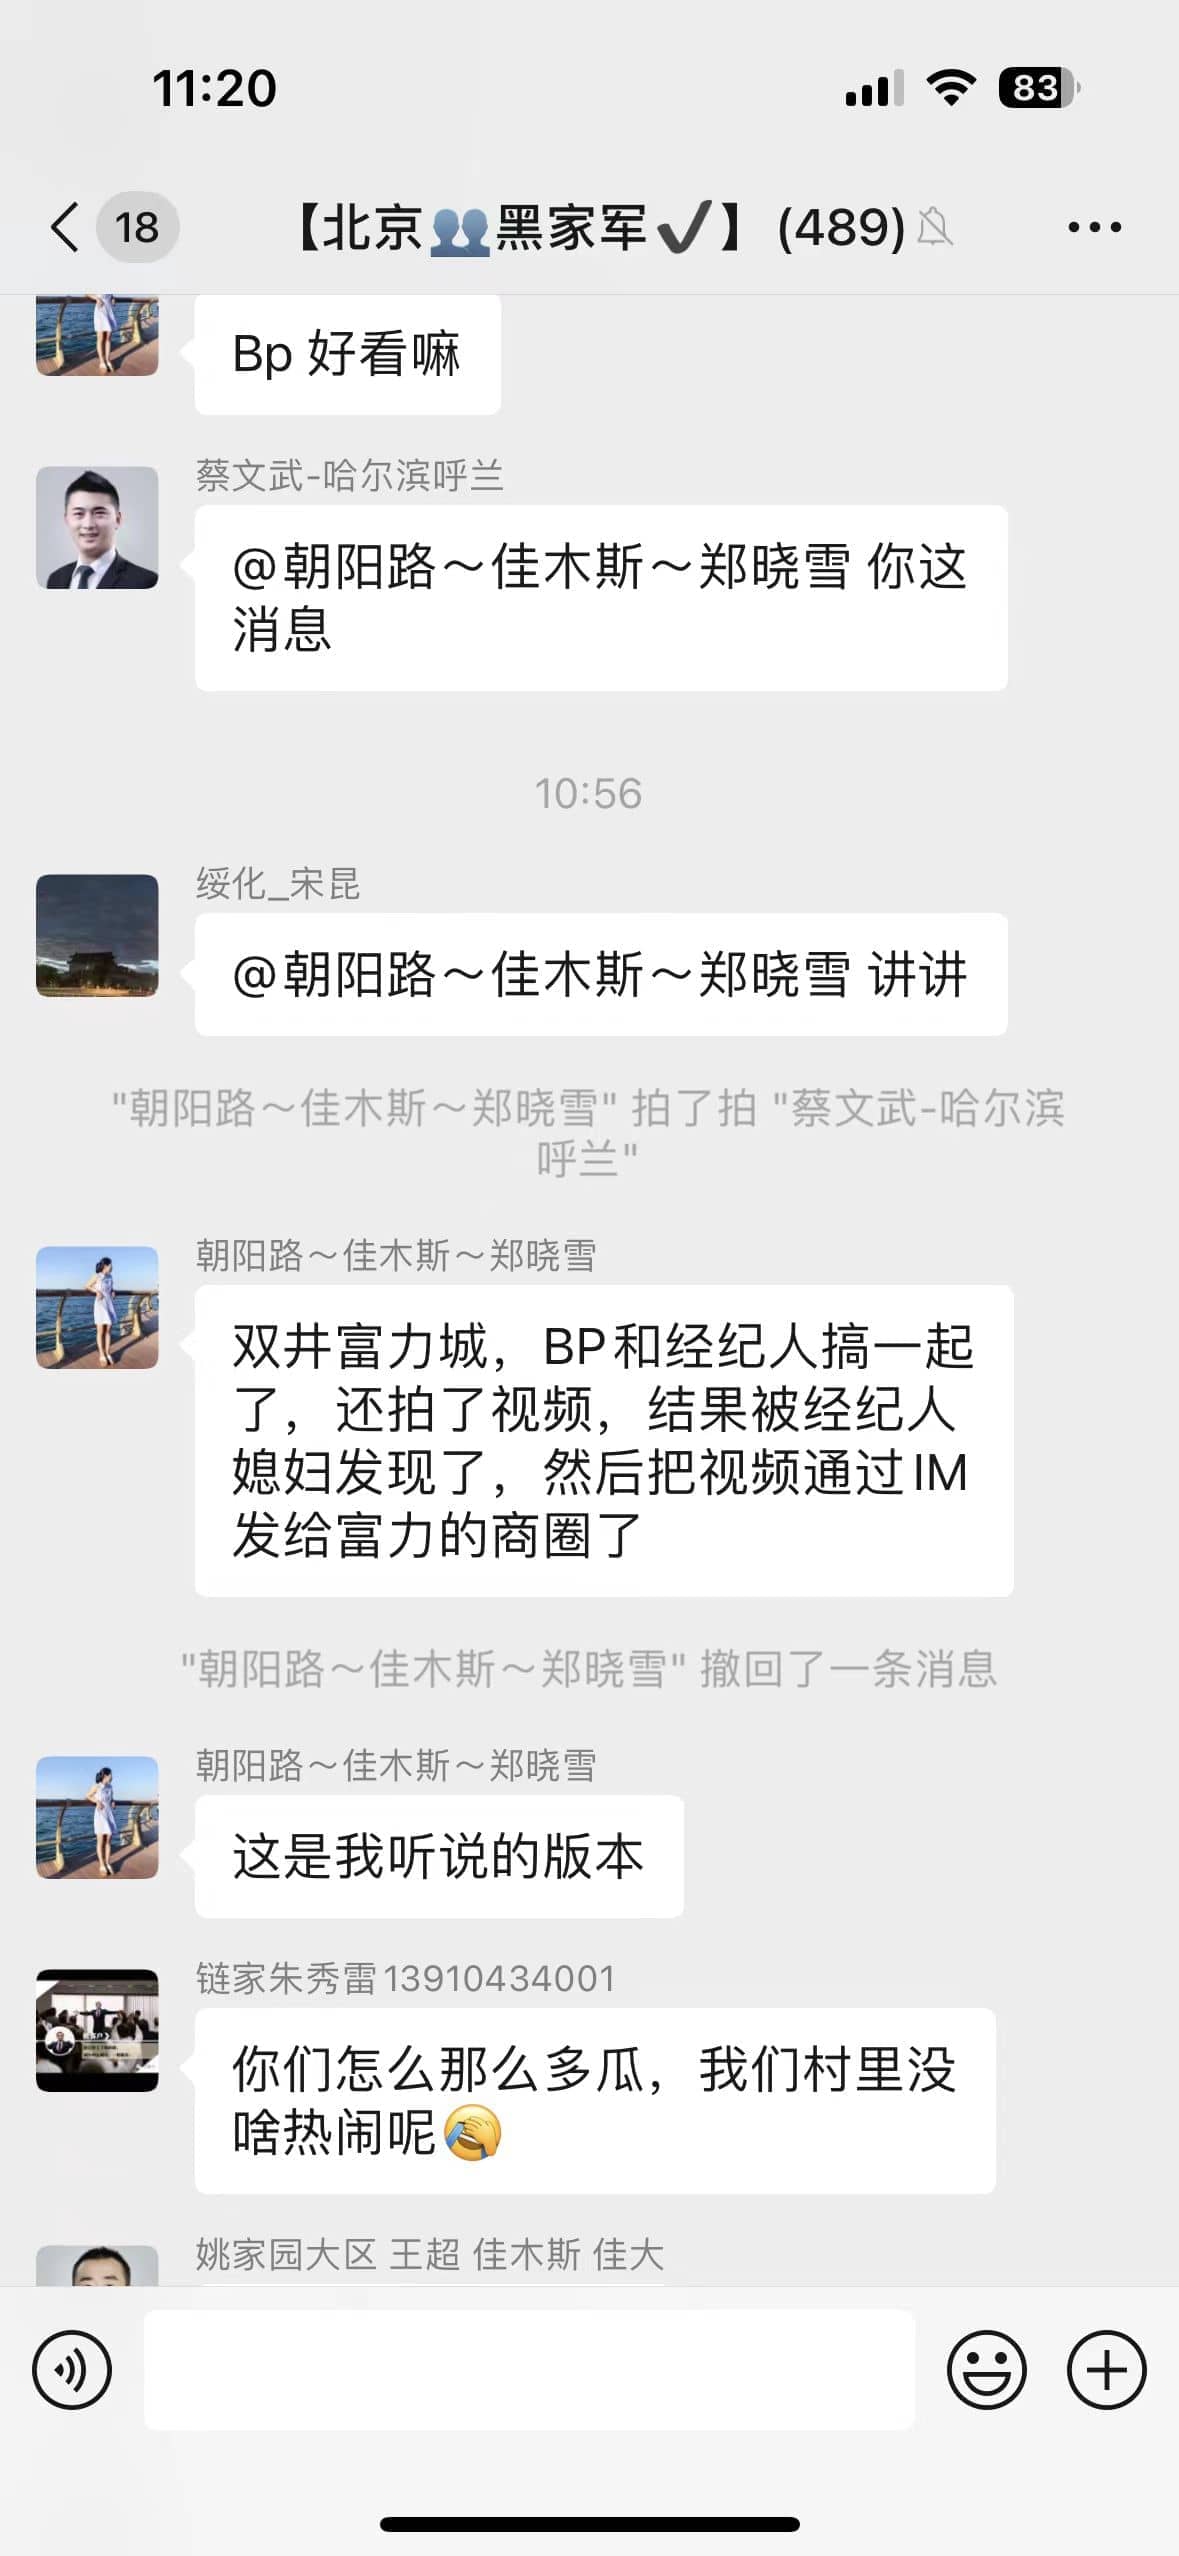 11:20
83
18
【北京👥黑家军✔】(489)
Bp 好看嘛
蔡文武-哈尔滨呼兰
@朝阳路～佳木斯～郑晓雪 你这
消息
10:56
绥化_宋昆
@朝阳路～佳木斯～郑晓雪 讲讲
"朝阳路～佳木斯～郑晓雪" 拍了拍 "蔡文武-哈尔滨
呼兰"
朝阳路～佳木斯～郑晓雪
双井富力城，BP和经纪人搞一起
了，还拍了视频，结果被经纪人
媳妇发现了，然后把视频通过IM
发给富力的商圈了
"朝阳路～佳木斯～郑晓雪" 撤回了一条消息
朝阳路～佳木斯～郑晓雪
这是我听说的版本
链家朱秀雷13910434001
你们怎么那么多瓜，我们村里没
啥热闹呢🤣
姚家园大区 王超 佳木斯 佳大